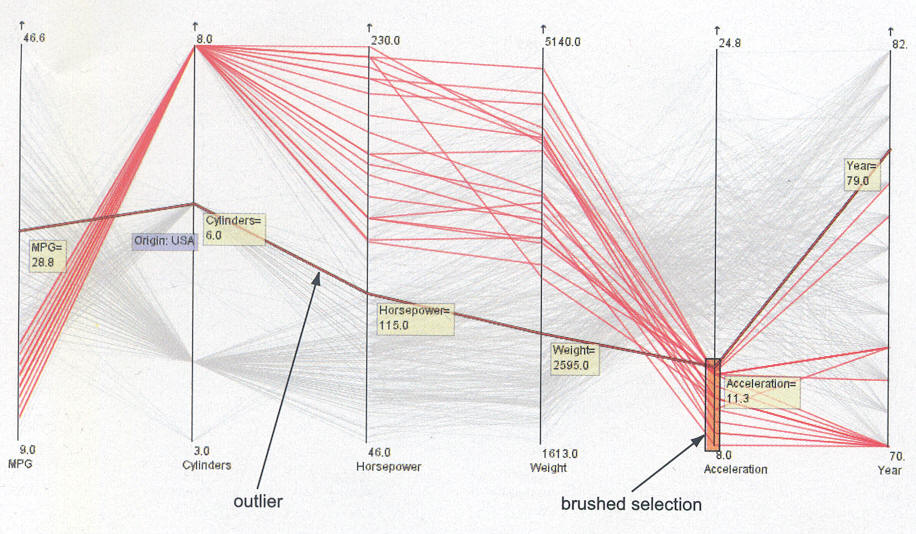 46.6
8.0
230.0
5140.0
24.8
82.
Year=
79.0
Cylinders=
6.0
Origin: USA
MPG=
28.8
Horsepower=
115.0
Weight=
2595.0
Acceleration=
11.3
9.0
MPG
3.0
Cylinders
46.0
Horsepower
1613.0
Weight
8.0
Acceleration
70.
Year
outlier
brushed selection